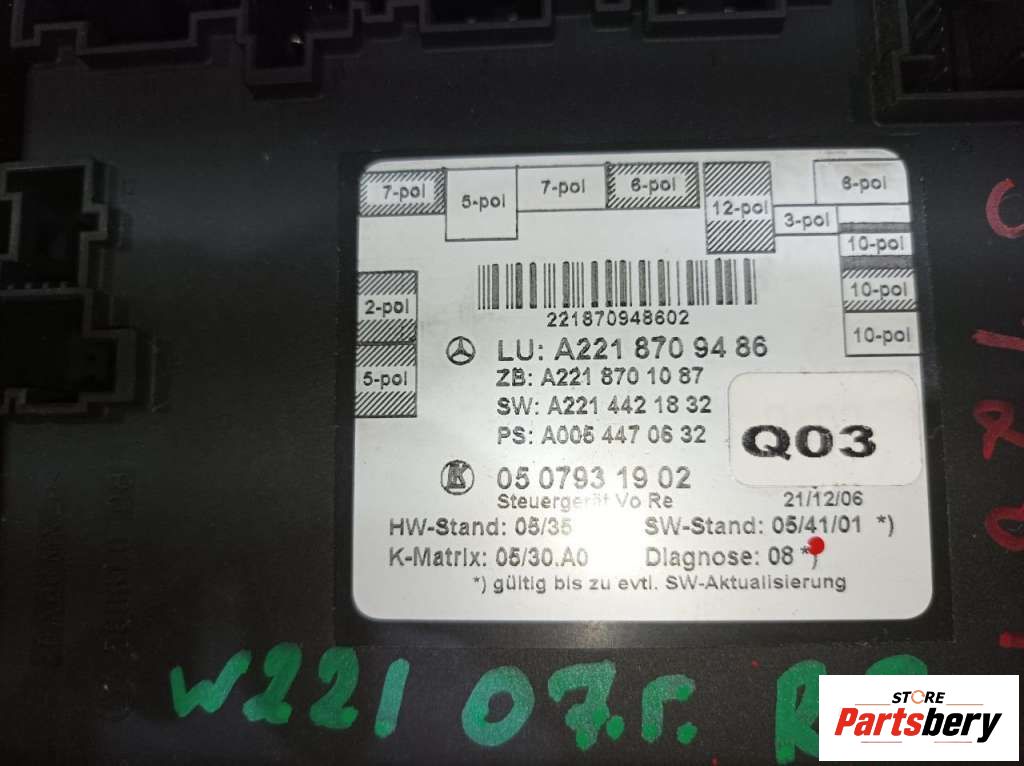 7-pol
5-pol
7-pol
6-pol
12-pol
3-pol
8-pol
10-pol
10-pol
10-pol
2-pol
5-pol
221870948602
LU: A221 870 94 86
ZB: A221 870 10 87
SW: A221 442 18 32
PS: A005 447 06 32
Q03
05 0793 19 02
Steuergerät Vo Re
21/12/06
HW-Stand: 05/35 SW-Stand: 05/41/01 *)
K-Matrix: 05/30.A0 Diagnose: 08 *)
*) gültig bis zu evtl. SW-Aktualisierung
W221 07.г.
STORE
Partsbery